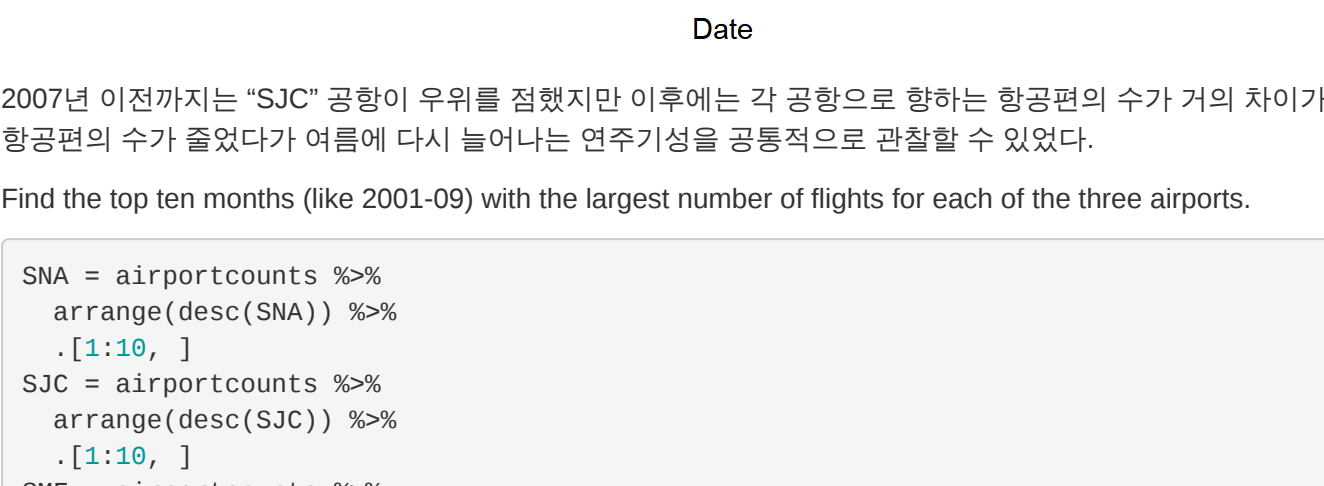 Date
2007년 이전까지는 “SJC” 공항이 우위를 점했지만 이후에는 각 공항으로 향하는 항공편의 수가 거의 차이가
항공편의 수가 줄었다가 여름에 다시 늘어나는 연주기성을 공통적으로 관찰할 수 있었다.
Find the top ten months (like 2001-09) with the largest number of flights for each of the three airports.
SNA = airportcounts %>%
  arrange(desc(SNA)) %>%
  .[1:10, ]
SJC = airportcounts %>%
  arrange(desc(SJC)) %>%
  .[1:10, ]